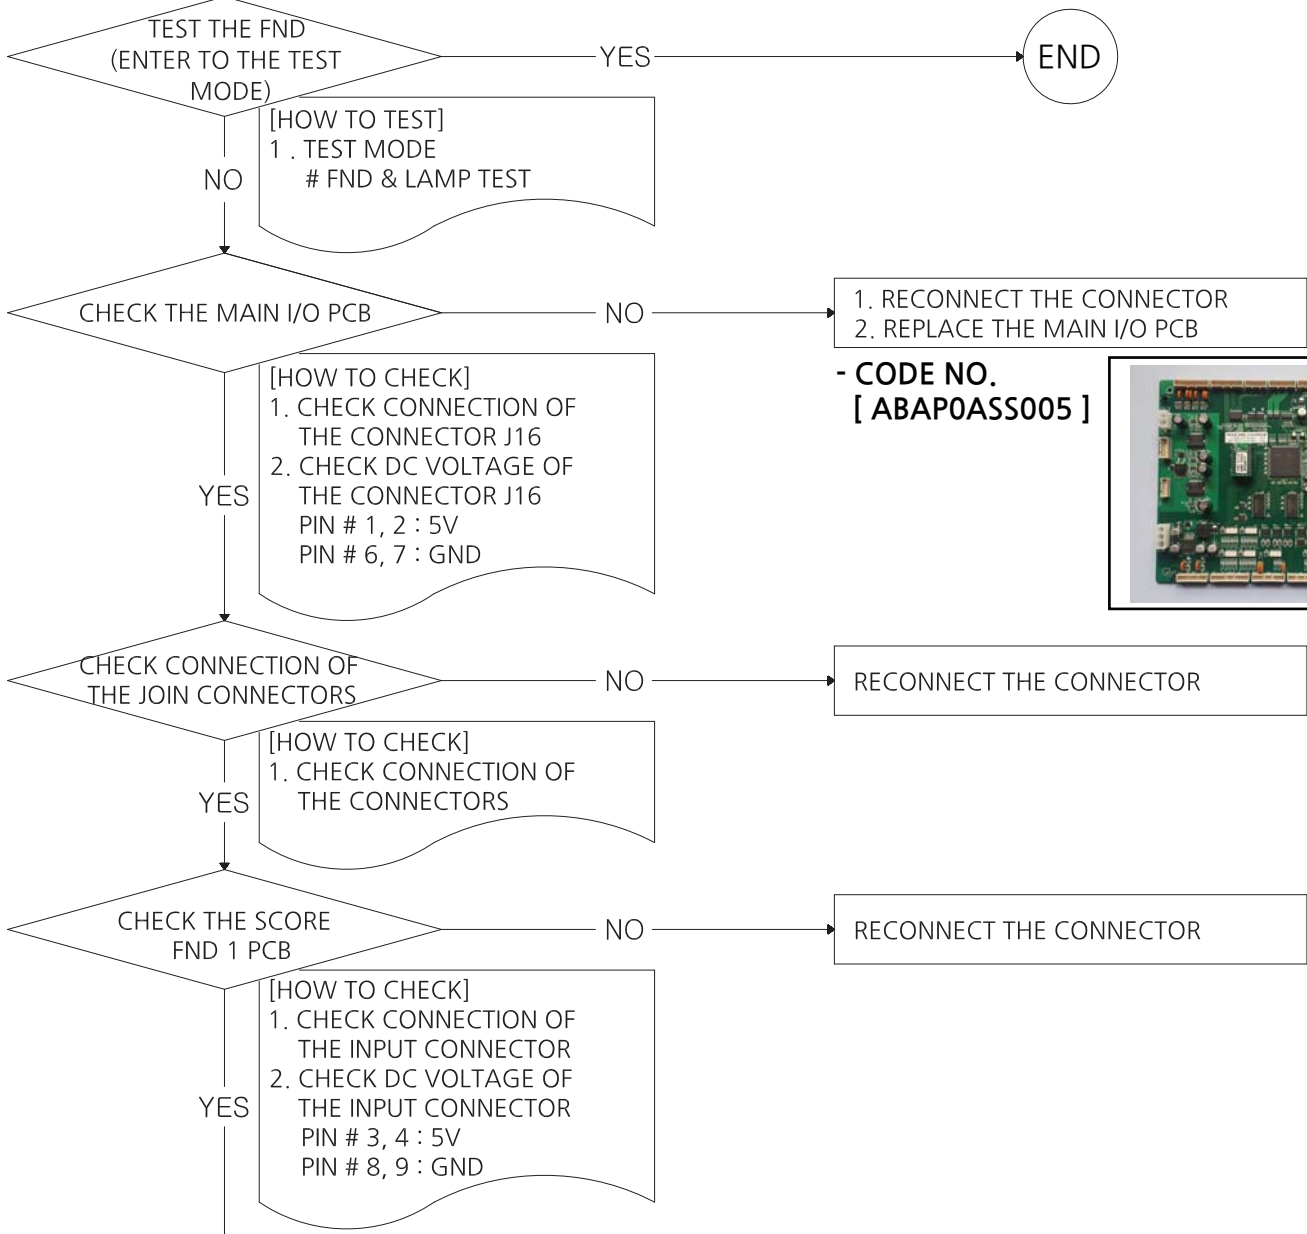 TEST THE FND
(ENTER TO THE TEST
MODE)
YES
END
[HOW TO TEST]
1 . TEST MODE
# FND & LAMP TEST
NO
CHECK THE MAIN I/O PCB
NO
1. RECONNECT THE CONNECTOR
2. REPLACE THE MAIN I/O PCB
- CODE NO.
[ ABAP0ASS005 ]
[HOW TO CHECK]
1. CHECK CONNECTION OF
THE CONNECTOR J16
2. CHECK DC VOLTAGE OF
THE CONNECTOR J16
PIN # 1, 2 : 5V
PIN # 6, 7 : GND
YES
CHECK CONNECTION OF
THE JOIN CONNECTORS
NO
RECONNECT THE CONNECTOR
[HOW TO CHECK]
1. CHECK CONNECTION OF
THE CONNECTORS
YES
CHECK THE SCORE
FND 1 PCB
NO
RECONNECT THE CONNECTOR
[HOW TO CHECK]
1. CHECK CONNECTION OF
THE INPUT CONNECTOR
2. CHECK DC VOLTAGE OF
THE INPUT CONNECTOR
PIN # 3, 4 : 5V
PIN # 8, 9 : GND
YES